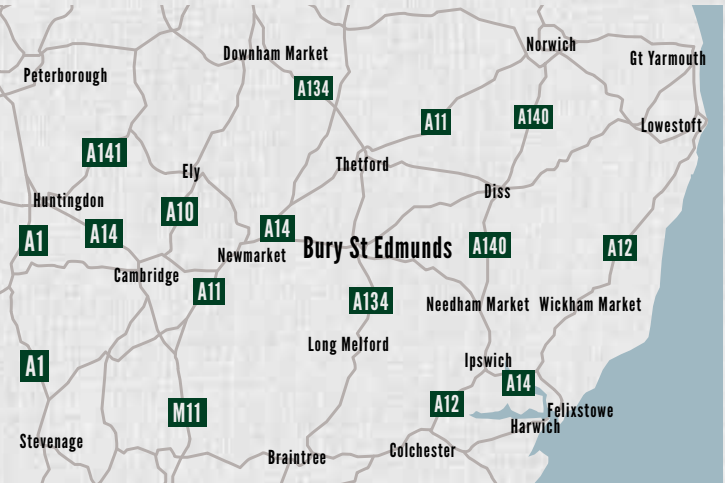 Norwich
Downham Market
Gt Yarmouth
Peterborough
A134
A11
A140
Lowestoft
A141
Thetford
Ely
Diss
Huntingdon
A10
A14
A14
A1
Bury St Edmunds
A140
A12
Newmarket
Cambridge
A11
A134
Needham Market
Wickham Market
Long Melford
Ipswich
A1
A14
A12
M11
Felixstowe
Harwich
Stevenage
Colchester
Braintree